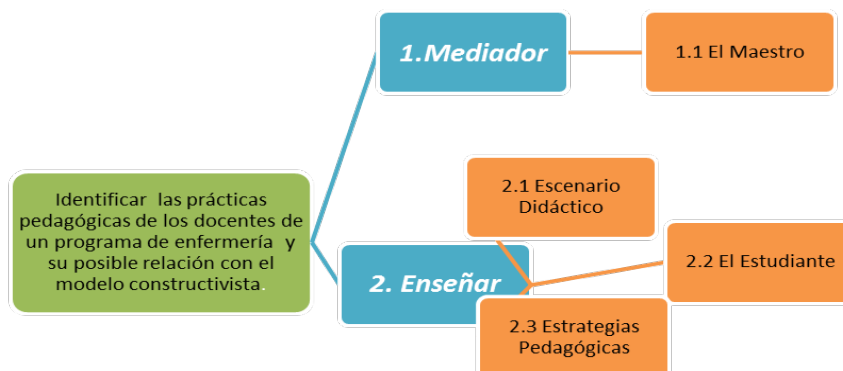 Identificar las prácticas
pedagógicas de los docentes de
un programa de enfermería y
su posible relación con el
modelo constructivista.
1.Mediador
1.1 El Maestro
2. Enseñar
2.1 Escenario
Didáctico
2.2 El Estudiante
2.3 Estrategias
Pedagógicas